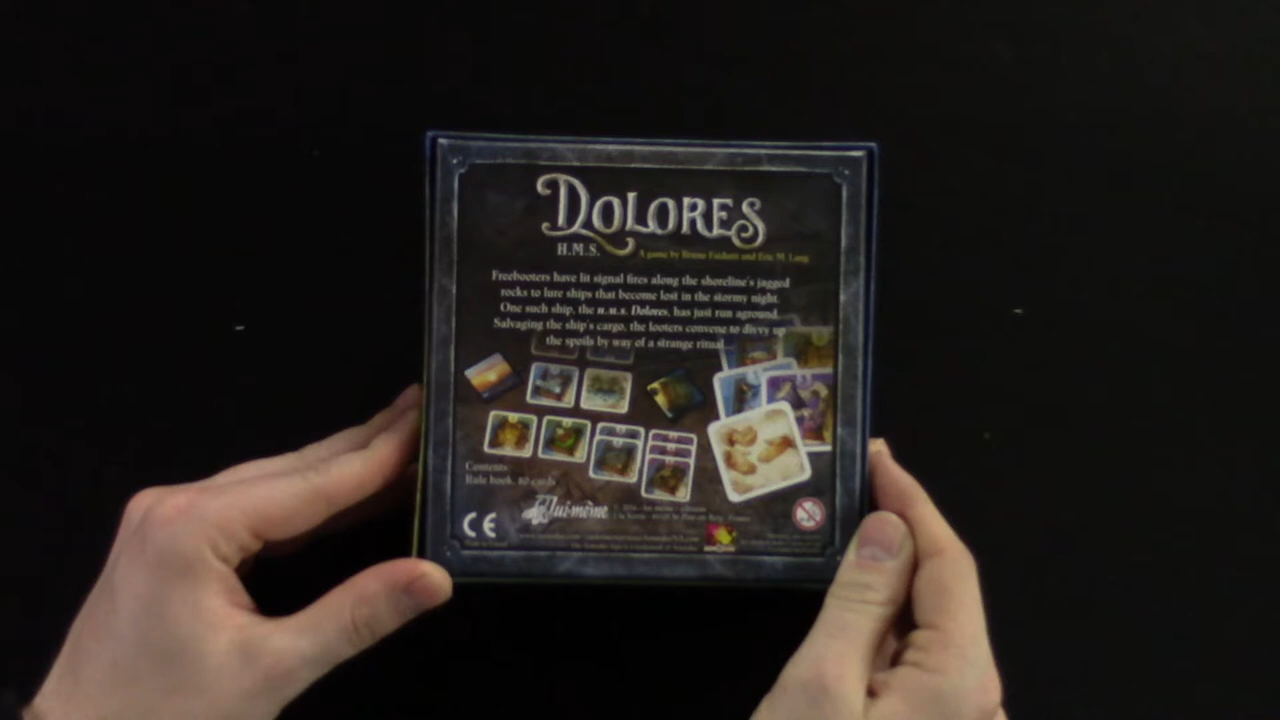 DOLORES
H.M.S.
A game by Bruno Faidutti and Eric M. Lang
Freebooters have lit signal fires along the shoreline's jagged
rocks to lure ships that become lost in the stormy night.
One such ship, the H.M.S. Dolores, has just run aground.
Salvaging the ship's cargo, the looters convene to divvy up
the spoils by way of a strange ritual...
Contents
Rule book, 80 cards
CE
lui-même